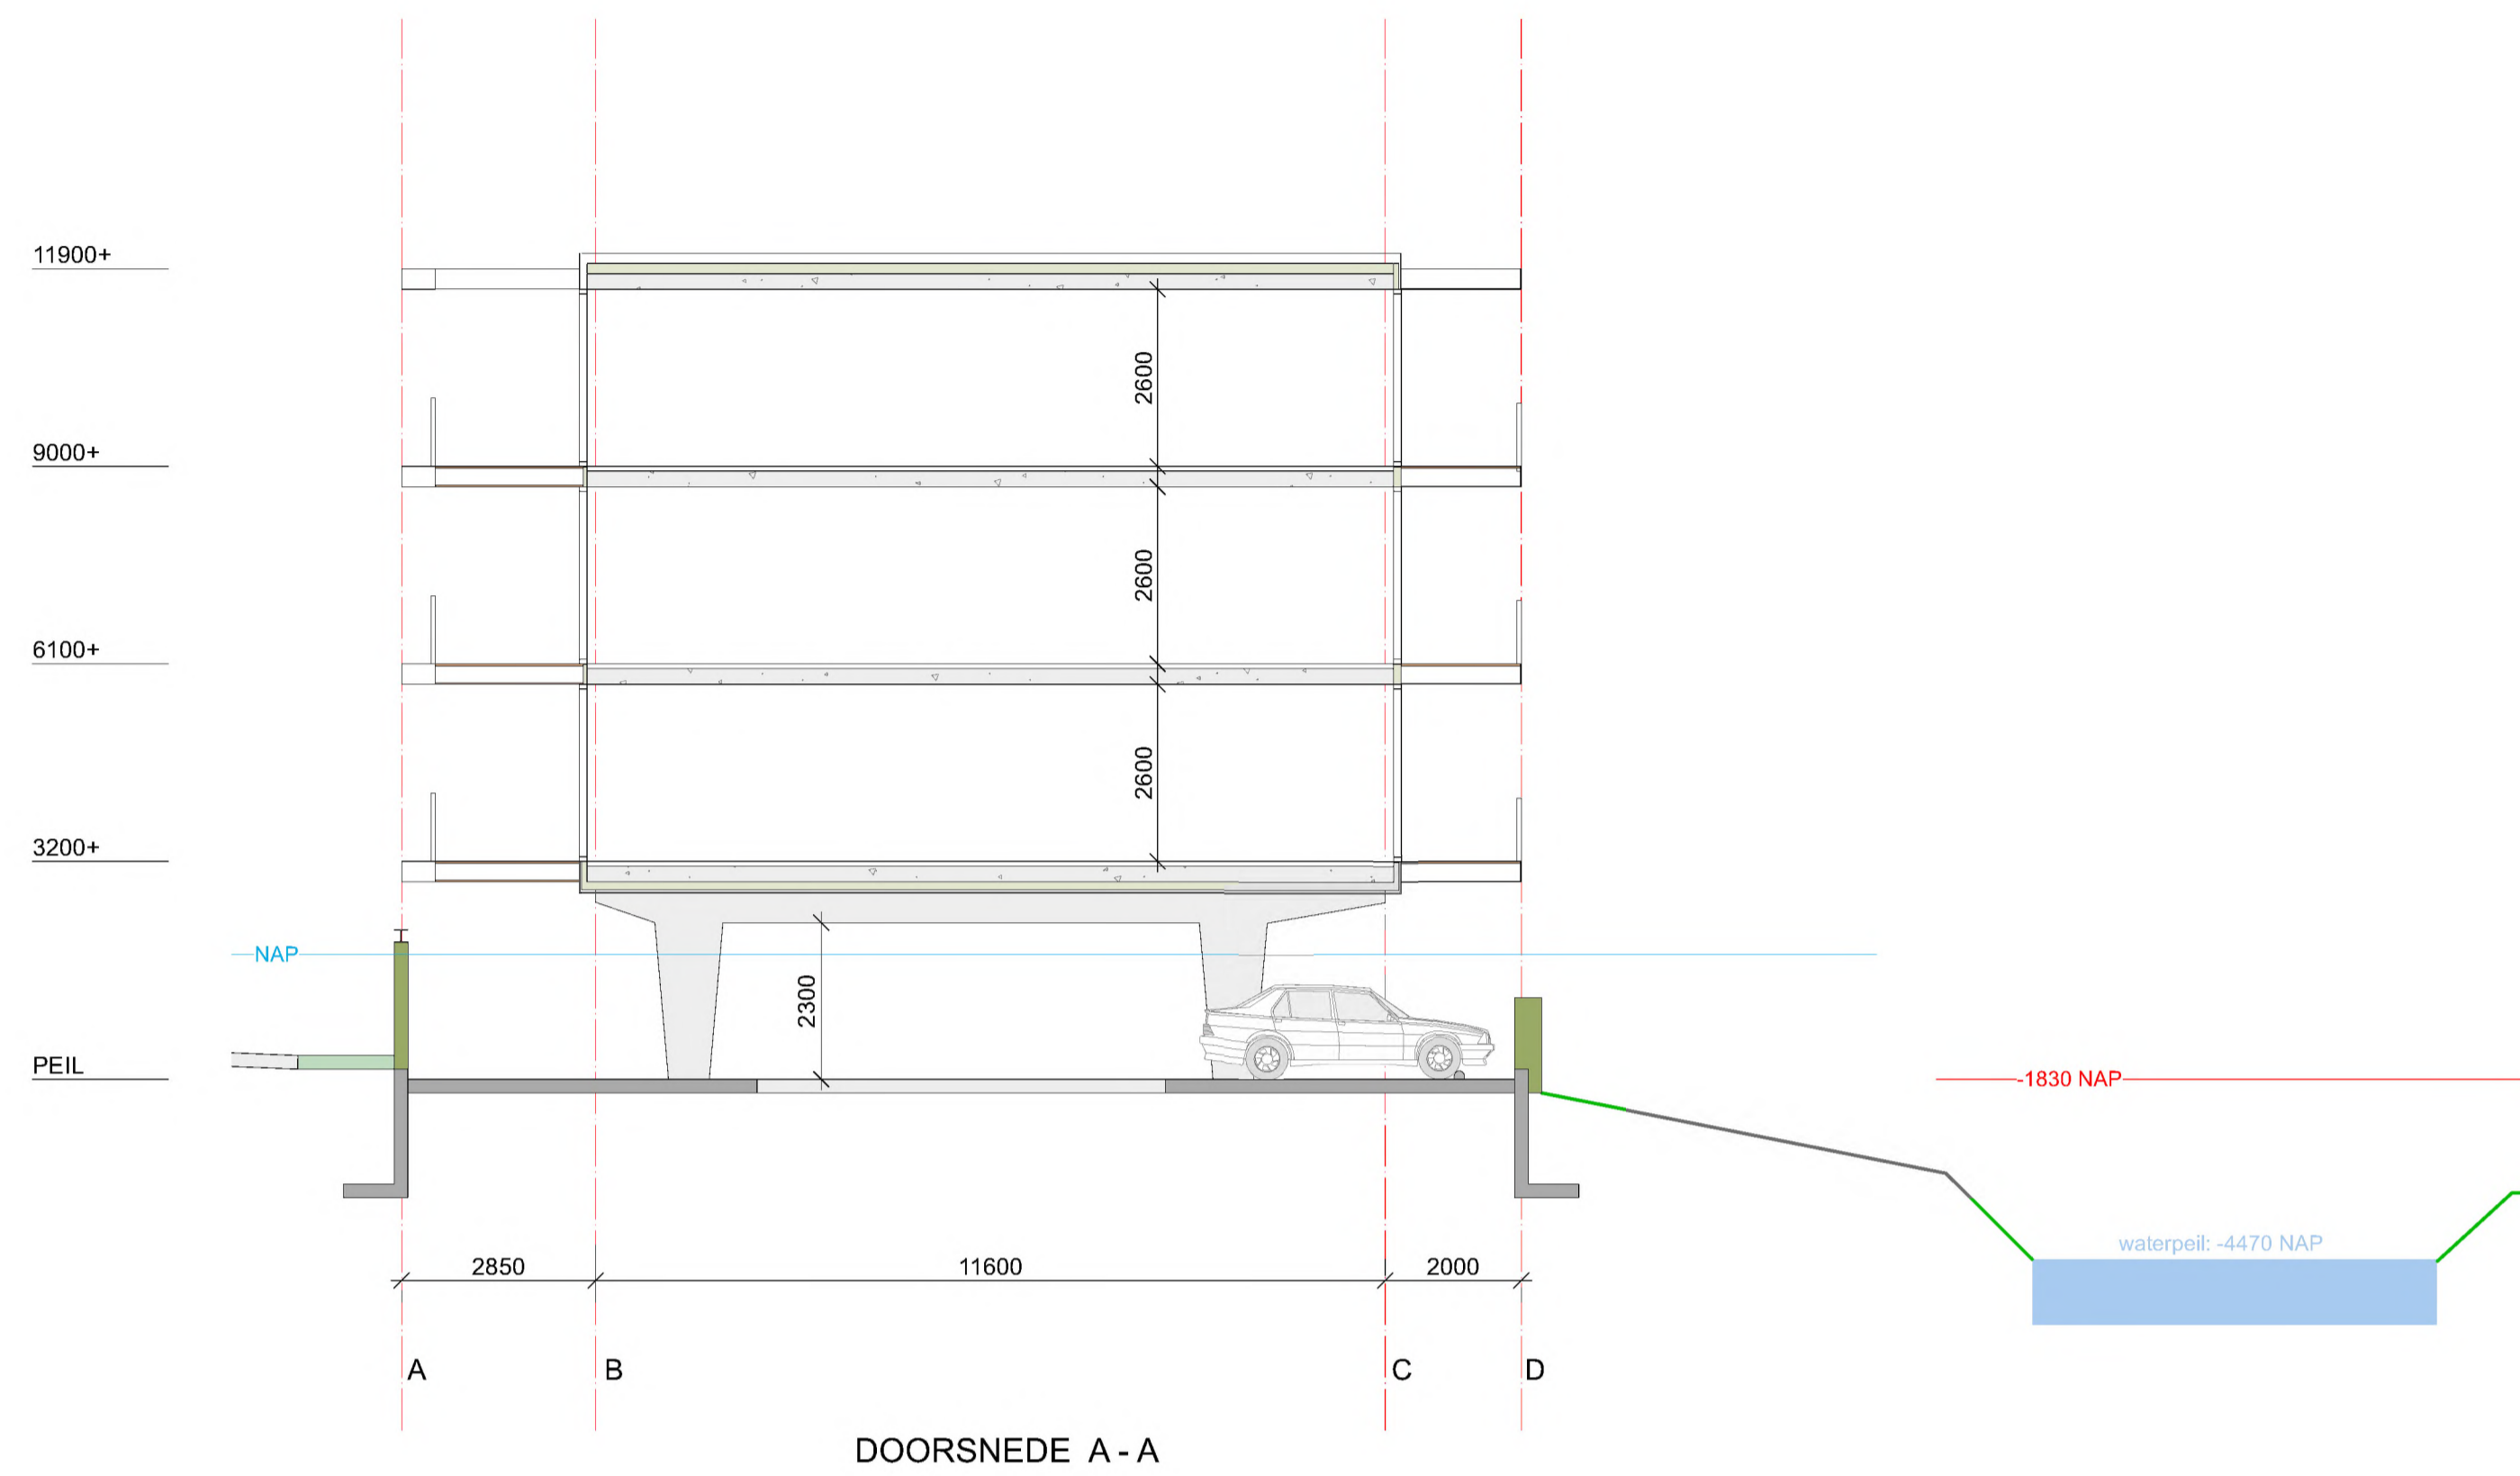 11900+
2600
9000+
2600
6100+
2600
3200+
NAP
2300
PEIL
-1830 NAP
waterpeil: -4470 NAP
2850 11600 2000
A B C D
DOORSNEDE A - A